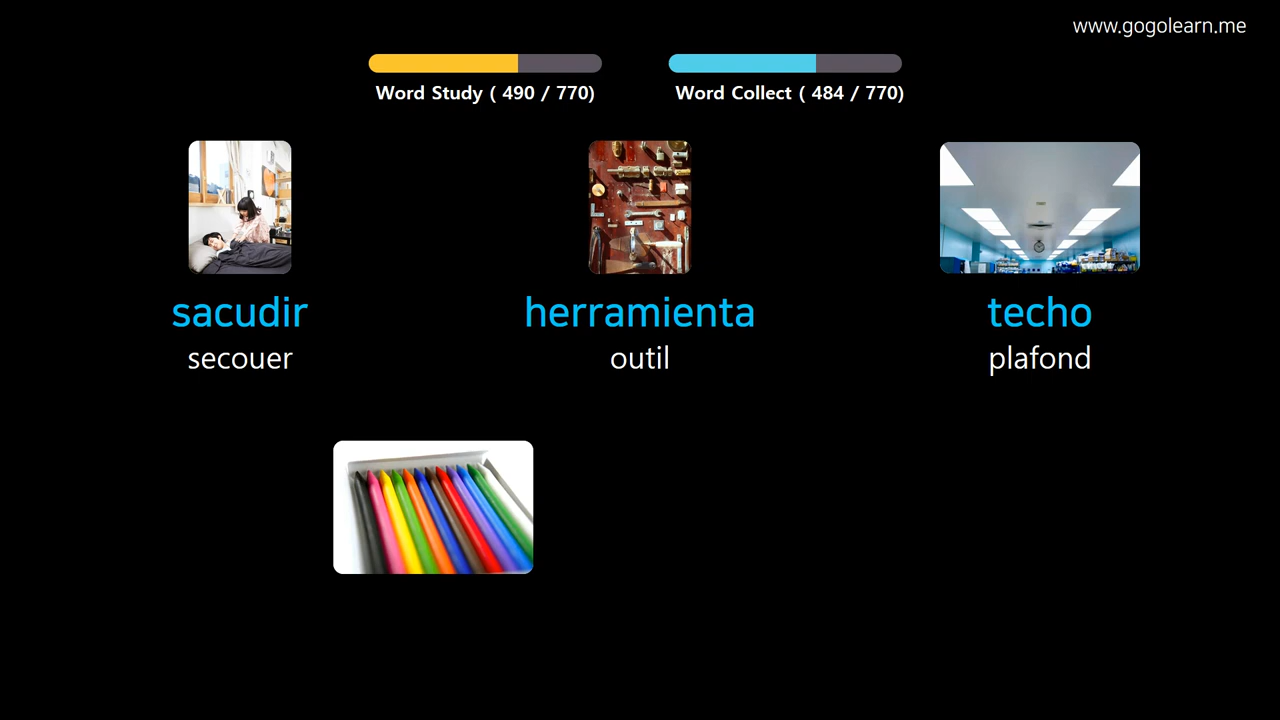 www.gogolearn.me
Word Study ( 490 / 770)
Word Collect ( 484 / 770)
sacudir
secouer
herramienta
outil
techo
plafond